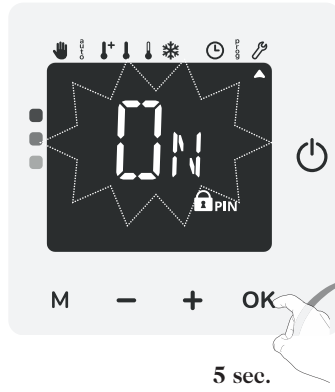 auto prog
ON
PIN
M − + OK
5 sec.